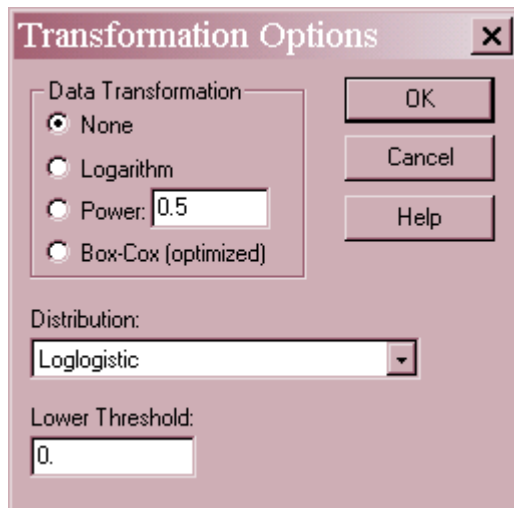 Transformation Options
Data Transformation
None
Logarithm
Power: 0.5
Box-Cox (optimized)
OK
Cancel
Help
Distribution:
Loglogistic
Lower Threshold:
0.